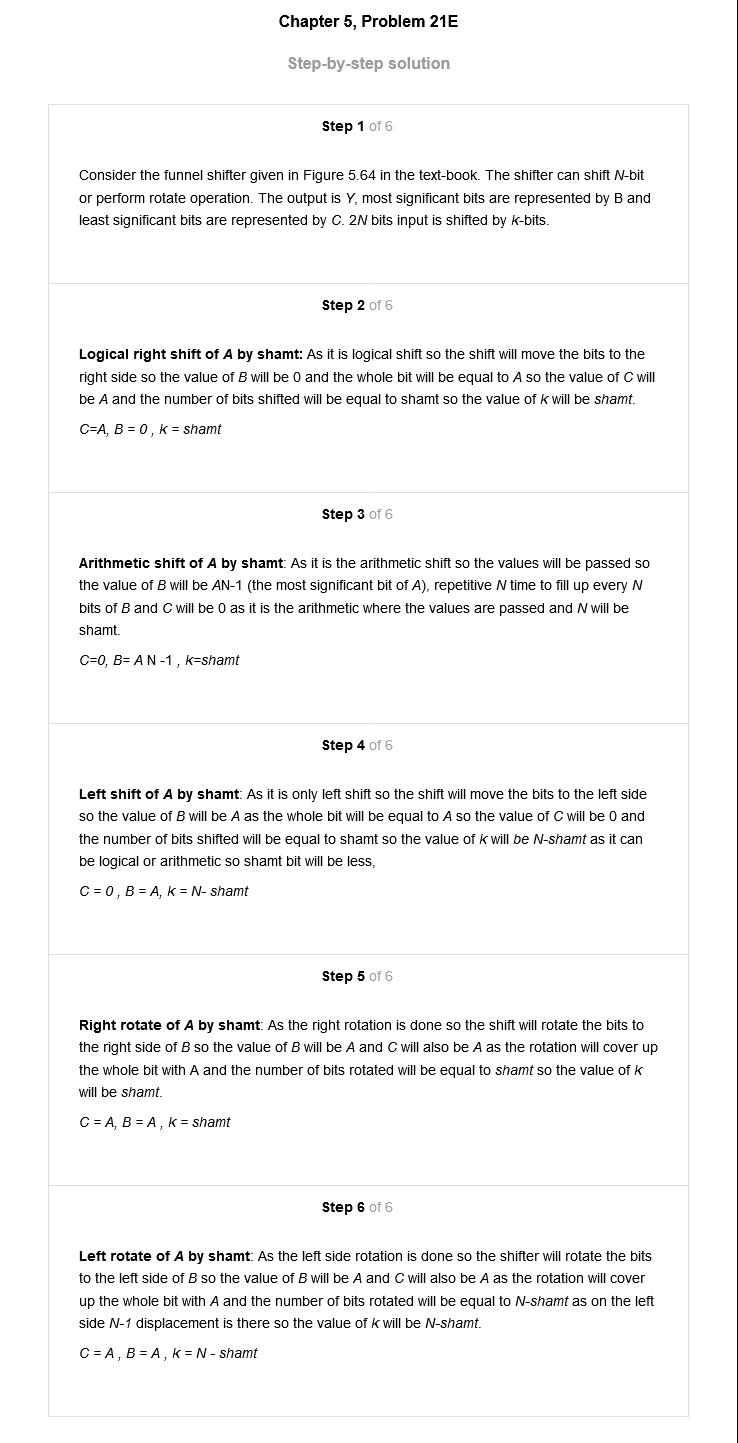 Chapter 5, Problem 21E
Step-by-step solution
Step 1 of 6
Consider the funnel shifter given in Figure 5.64 in the text-book. The shifter can shift N-bit
or perform rotate operation. The output is Y, most significant bits are represented by B and
least significant bits are represented by C. 2N bits input is shifted by k-bits.
Step 2 of 6
Logical right shift of A by shamt: As it is logical shift so the shift will move the bits to the
right side so the value of B will be 0 and the whole bit will be equal to A so the value of C will
be A and the number of bits shifted will be equal to shamt so the value of k will be shamt.
C=A, B = 0 , k = shamt
Step 3 of 6
Arithmetic shift of A by shamt: As it is the arithmetic shift so the values will be passed so
the value of B will be AN-1 (the most significant bit of A), repetitive N time to fill up every N
bits of B and C will be 0 as it is the arithmetic where the values are passed and N will be
shamt.
C=0, B= A N -1 , k=shamt
Step 4 of 6
Left shift of A by shamt: As it is only left shift so the shift will move the bits to the left side
so the value of B will be A as the whole bit will be equal to A so the value of C will be 0 and
the number of bits shifted will be equal to shamt so the value of k will be N-shamt as it can
be logical or arithmetic so shamt bit will be less,
C = 0 , B = A, k = N- shamt
Step 5 of 6
Right rotate of A by shamt: As the right rotation is done so the shift will rotate the bits to
the right side of B so the value of B will be A and C will also be A as the rotation will cover up
the whole bit with A and the number of bits rotated will be equal to shamt so the value of k
will be shamt.
C = A, B = A , k = shamt
Step 6 of 6
Left rotate of A by shamt: As the left side rotation is done so the shifter will rotate the bits
to the left side of B so the value of B will be A and C will also be A as the rotation will cover
up the whole bit with A and the number of bits rotated will be equal to N-shamt as on the left
side N-1 displacement is there so the value of k will be N-shamt.
C = A , B = A , k = N - shamt